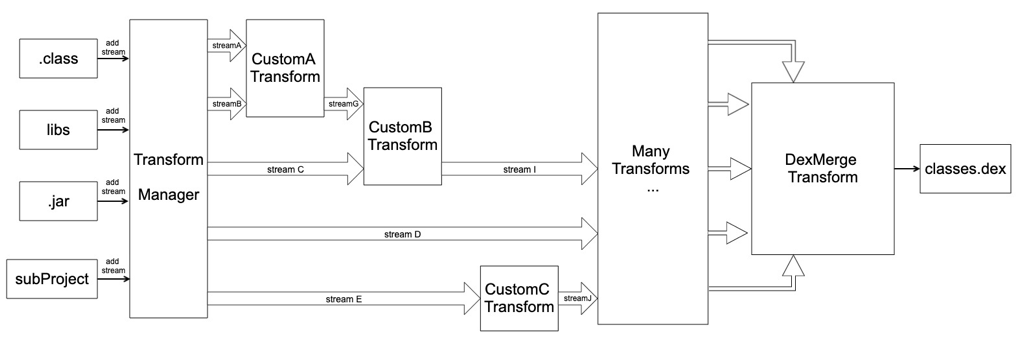 .class
add
stream
libs
add
stream
.jar
add
stream
subProject
add
stream
Transform
Manager
streamA
streamB
CustomA
Transform
streamG
CustomB
Transform
stream C
stream I
stream D
stream E
CustomC
Transform
streamJ
Many
Transforms
...
DexMerge
Transform
classes.dex